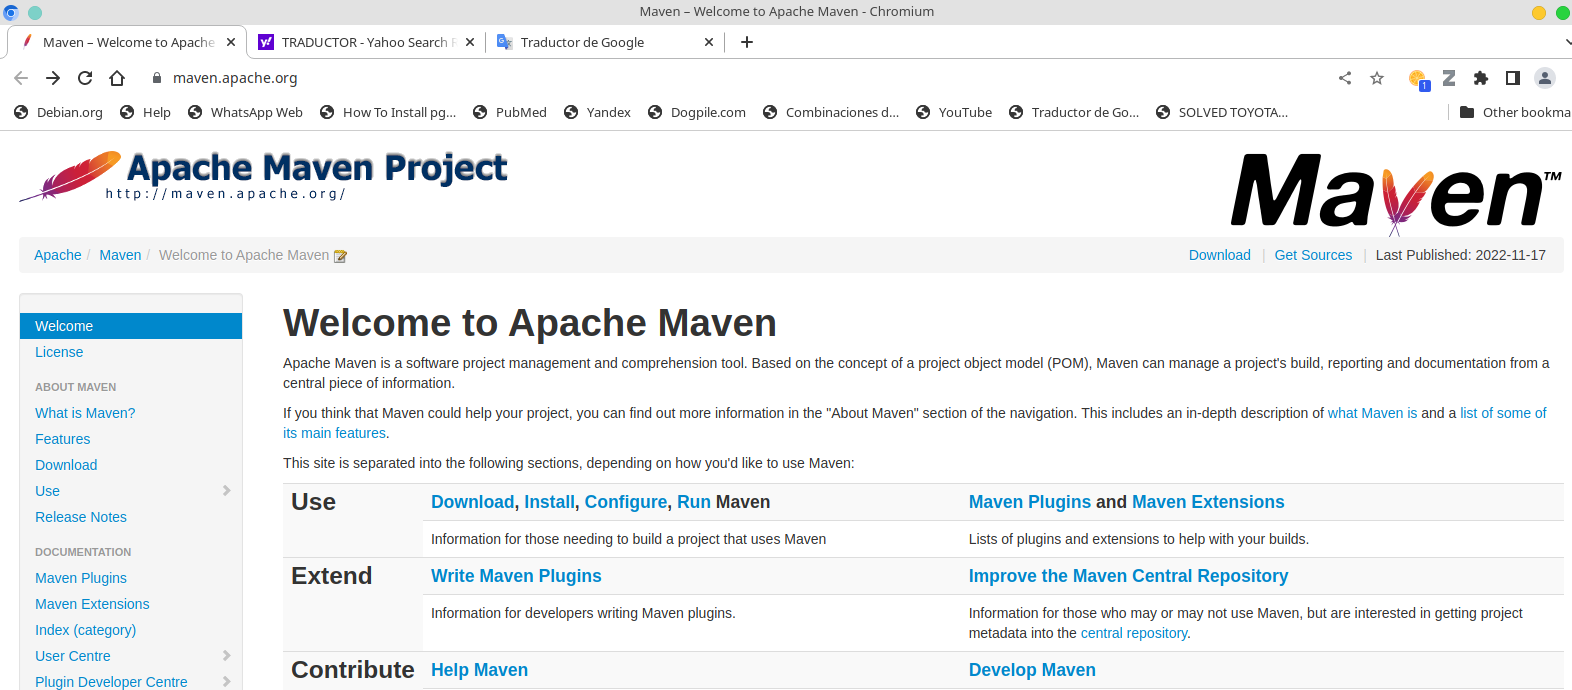 Maven – Welcome to Apache Maven - Chromium
Maven – Welcome to Apache
TRADUCTOR - Yahoo Search
Traductor de Google
maven.apache.org
1
Debian.org
Help
WhatsApp Web
How To Install pg...
PubMed
Yandex
Dogpile.com
Combinaciones d...
YouTube
Traductor de Go...
SOLVED TOYOTA...
Other bookma
Apache Maven Project
http://maven.apache.org/
Maven™
Apache / Maven / Welcome to Apache Maven
Download | Get Sources | Last Published: 2022-11-17
Welcome
License
ABOUT MAVEN
What is Maven?
Features
Download
Use
Release Notes
DOCUMENTATION
Maven Plugins
Maven Extensions
Index (category)
User Centre
Plugin Developer Centre
Welcome to Apache Maven
Apache Maven is a software project management and comprehension tool. Based on the concept of a project object model (POM), Maven can manage a project's build, reporting and documentation from a
central piece of information.
If you think that Maven could help your project, you can find out more information in the "About Maven" section of the navigation. This includes an in-depth description of what Maven is and a list of some of
its main features.
This site is separated into the following sections, depending on how you'd like to use Maven:
Use
Download, Install, Configure, Run Maven
Maven Plugins and Maven Extensions
Information for those needing to build a project that uses Maven
Lists of plugins and extensions to help with your builds.
Extend
Write Maven Plugins
Improve the Maven Central Repository
Information for developers writing Maven plugins.
Information for those who may or may not use Maven, but are interested in getting project
metadata into the central repository.
Contribute
Help Maven
Develop Maven